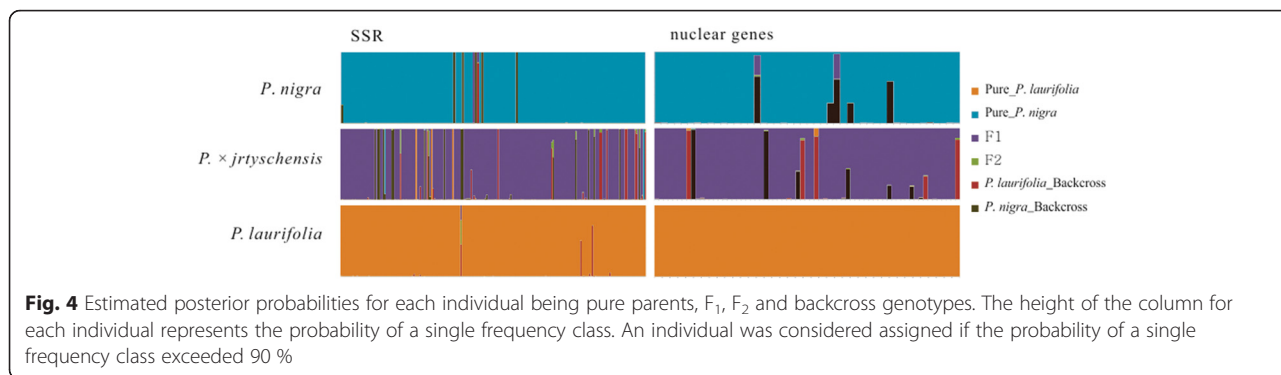 SSR
nuclear genes
P. nigra
P. × jrtyschensis
P. laurifolia
Pure_P. laurifolia
Pure_P. nigra
F1
F2
P. laurifolia_Backcross
P. nigra_Backcross
Fig. 4 Estimated posterior probabilities for each individual being pure parents, F1, F2 and backcross genotypes. The height of the column for
each individual represents the probability of a single frequency class. An individual was considered assigned if the probability of a single
frequency class exceeded 90 %